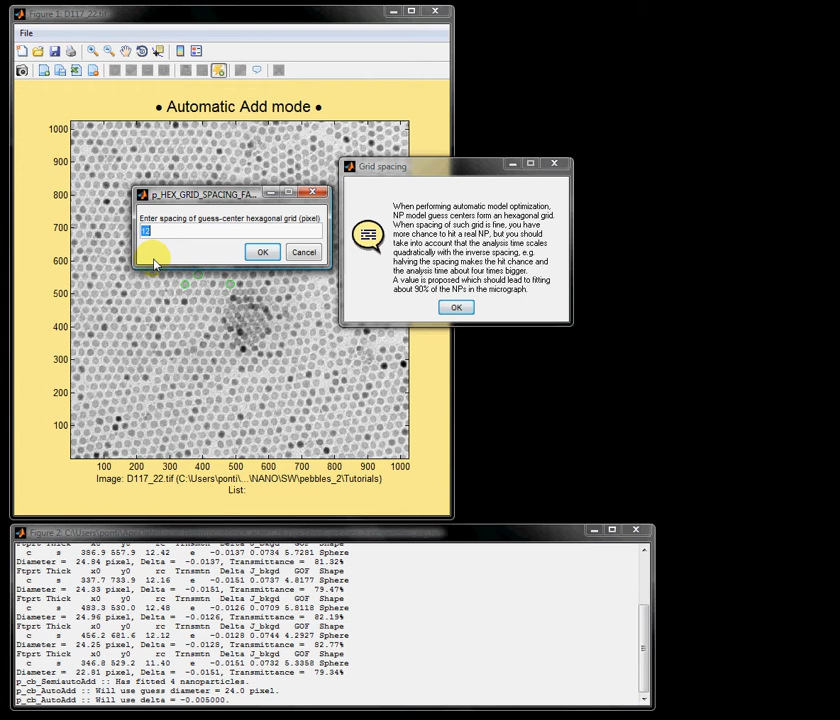 Figure 1: D117_22.tif
File
• Automatic Add mode •
1000
900
800
700
600
500
400
300
200
100
100 200 300 400 500 600 700 800 900 1000
Image: D117_22.tif (C:\Users\ponti\...\NANO\SW\pebbles_2\Tutorials)
List:
p_HEX_GRID_SPACING_FA...
Enter spacing of guess-center hexagonal grid (pixel)
12
OK Cancel
Grid spacing
When performing automatic model optimization,
NP model guess centers form an hexagonal grid.
When spacing of such grid is fine, you have
more chance to hit a real NP, but you should
take into account that the analysis time scales
quadratically with the inverse spacing, e.g.
halving the spacing makes the hit chance and
the analysis time about four times bigger.
A value is proposed which should lead to fitting
about 90% of the NPs in the micrograph.
OK
Ftprt Thick x0 y0 rc Trnsmtn Delta J_bkgd GOF Shape
c s 386.9 557.9 12.42 e -0.0137 0.0734 5.7281 Sphere
Diameter = 24.84 pixel, Delta = -0.0137, Transmittance = 81.32%
Ftprt Thick x0 y0 rc Trnsmtn Delta J_bkgd GOF Shape
c s 337.7 733.9 12.16 e -0.0151 0.0737 4.8177 Sphere
Diameter = 24.33 pixel, Delta = -0.0151, Transmittance = 79.47%
Ftprt Thick x0 y0 rc Trnsmtn Delta J_bkgd GOF Shape
c s 483.3 530.0 12.48 e -0.0126 0.0709 5.8118 Sphere
Diameter = 24.96 pixel, Delta = -0.0126, Transmittance = 82.19%
Ftprt Thick x0 y0 rc Trnsmtn Delta J_bkgd GOF Shape
c s 456.2 681.6 12.12 e -0.0128 0.0744 4.2927 Sphere
Diameter = 24.25 pixel, Delta = -0.0128, Transmittance = 82.77%
Ftprt Thick x0 y0 rc Trnsmtn Delta J_bkgd GOF Shape
c s 346.8 529.2 11.40 e -0.0151 0.0732 5.3358 Sphere
Diameter = 22.81 pixel, Delta = -0.0151, Transmittance = 79.34%
p_cb_SemiautoAdd :: Has fitted 4 nanoparticles.
p_cb_AutoAdd :: Will use guess diameter = 24.0 pixel.
p_cb_AutoAdd :: Will use delta = -0.005000.